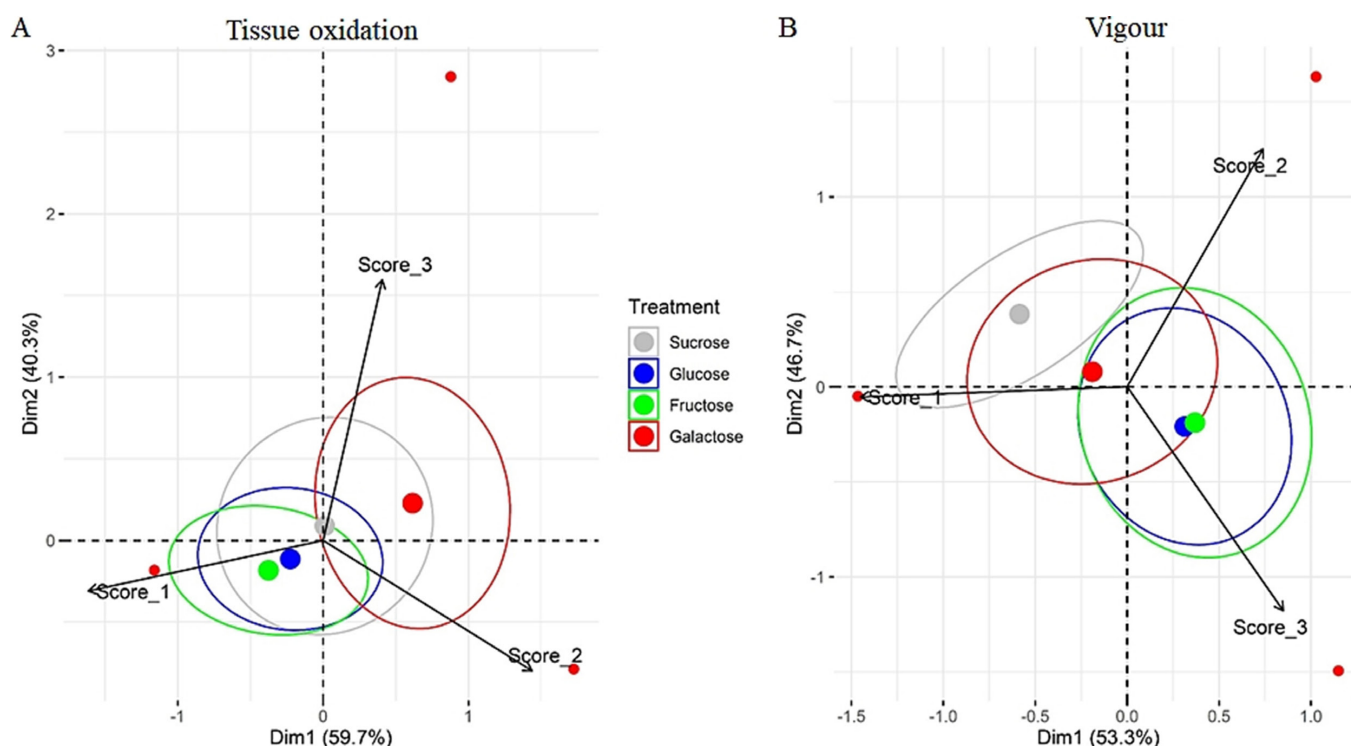 A
Tissue oxidation
3
2
1
0
Dim2 (40.3%)
Score_3
Score_1
Score_2
-1
0
1
Dim1 (59.7%)
Treatment
Sucrose
Glucose
Fructose
Galactose
B
Vigour
1
0
-1
Dim2 (46.7%)
Score_2
Score_1
Score_3
-1.5
-1.0
-0.5
0.0
0.5
1.0
Dim1 (53.3%)